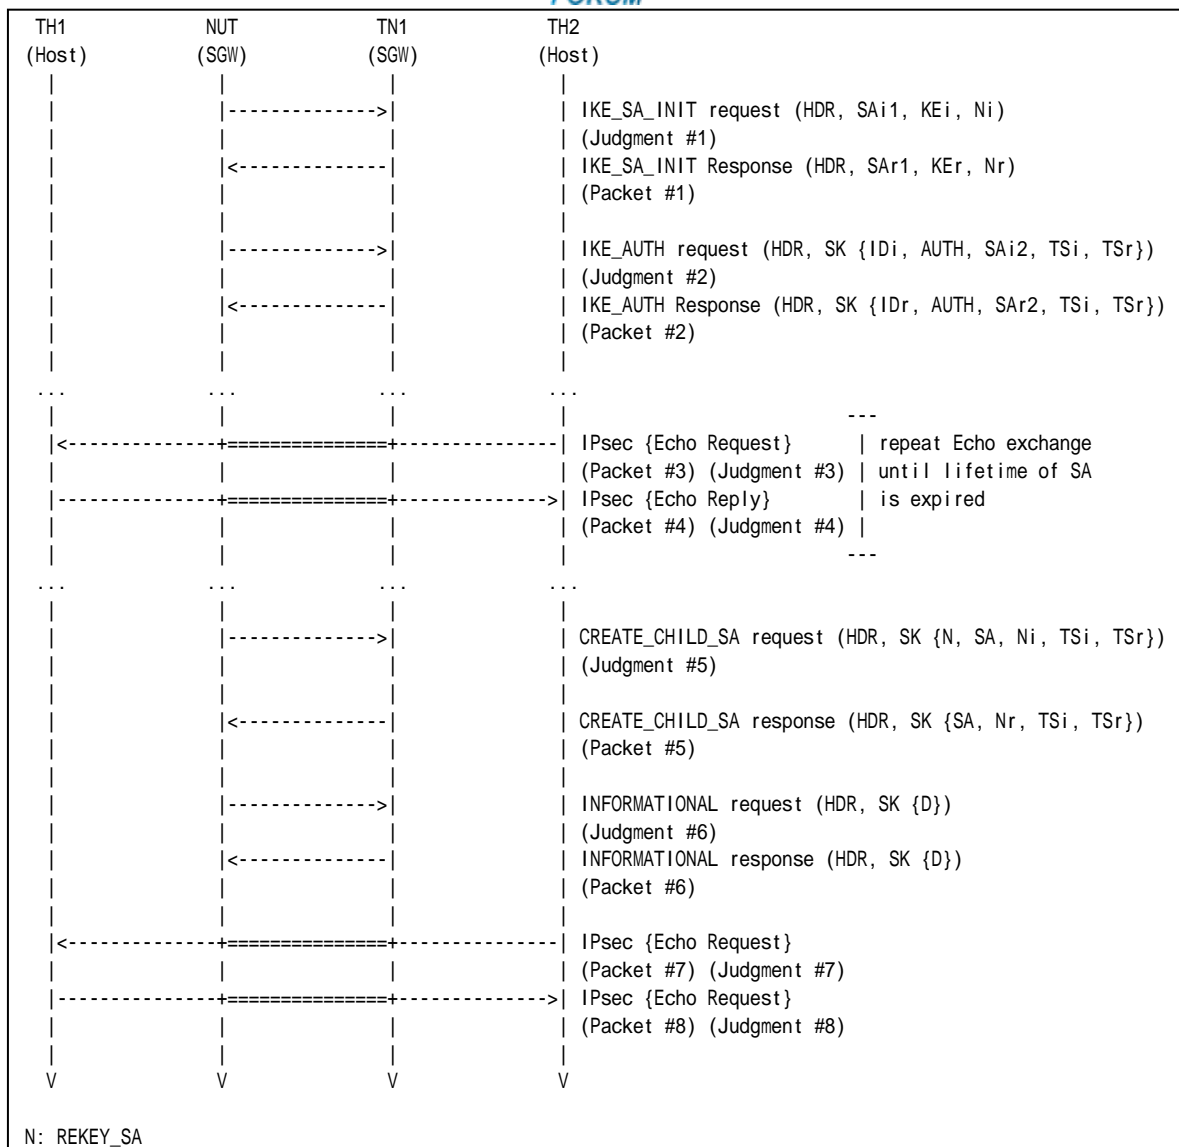 FORUM
TH1 NUT TN1 TH2
(Host) (SGW) (SGW) (Host)
| | | |
| |-------------->| | IKE_SA_INIT request (HDR, SAi1, KEi, Ni)
| | | | (Judgment #1)
| |<--------------| | IKE_SA_INIT Response (HDR, SAr1, KEr, Nr)
| | | | (Packet #1)
| | | |
| |-------------->| | IKE_AUTH request (HDR, SK {IDi, AUTH, SAi2, TSi, TSr})
| | | | (Judgment #2)
| |<--------------| | IKE_AUTH Response (HDR, SK {IDr, AUTH, SAr2, TSi, TSr})
| | | | (Packet #2)
| | | |
... ... ... ...
| | | | ---
|<--------------+===============+--------------| IPsec {Echo Request} | repeat Echo exchange
| | | | (Packet #3) (Judgment #3) | until lifetime of SA
|---------------+===============+-------------->| IPsec {Echo Reply} | is expired
| | | | (Packet #4) (Judgment #4) |
| | | | ---
... ... ... ...
| | | |
| |-------------->| | CREATE_CHILD_SA request (HDR, SK {N, SA, Ni, TSi, TSr})
| | | | (Judgment #5)
| | | |
| |<--------------| | CREATE_CHILD_SA response (HDR, SK {SA, Nr, TSi, TSr})
| | | | (Packet #5)
| | | |
| |-------------->| | INFORMATIONAL request (HDR, SK {D})
| | | | (Judgment #6)
| |<--------------| | INFORMATIONAL response (HDR, SK {D})
| | | | (Packet #6)
| | | |
|<--------------+===============+---------------| IPsec {Echo Request}
| | | | (Packet #7) (Judgment #7)
|---------------+===============+-------------->| IPsec {Echo Request}
| | | | (Packet #8) (Judgment #8)
| | | |
V V V V
N: REKEY_SA